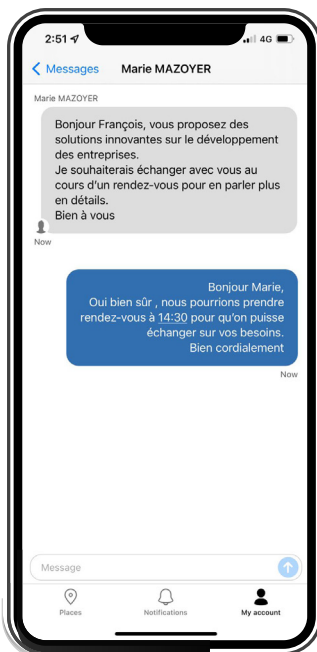 2:51
4G
Messages
Marie MAZOYER
Marie MAZOYER
Bonjour François, vous proposez des
solutions innovantes sur le développement
des entreprises.
Je souhaiterais échanger avec vous au
cours d'un rendez-vous pour en parler plus
en détails.
Bien à vous
Now
Bonjour Marie,
Oui bien sûr , nous pourrions prendre
rendez-vous à 14:30 pour qu'on puisse
échanger sur vos besoins.
Bien cordialement
Now
Message
Places
Notifications
My account